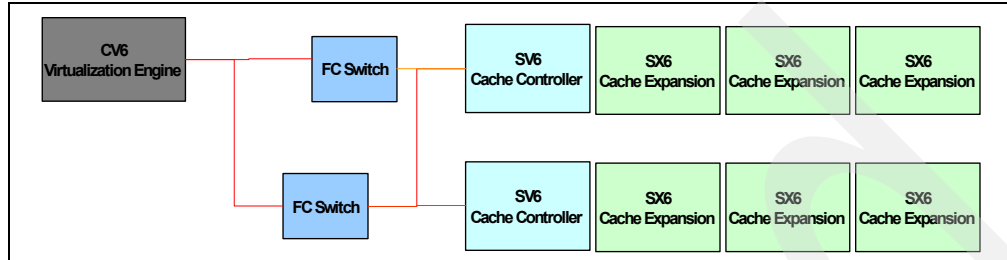 CV6
Virtualization Engine
FC Switch
SV6
Cache Controller
SX6
Cache Expansion
SX6
Cache Expansion
SX6
Cache Expansion
FC Switch
SV6
Cache Controller
SX6
Cache Expansion
SX6
Cache Expansion
SX6
Cache Expansion